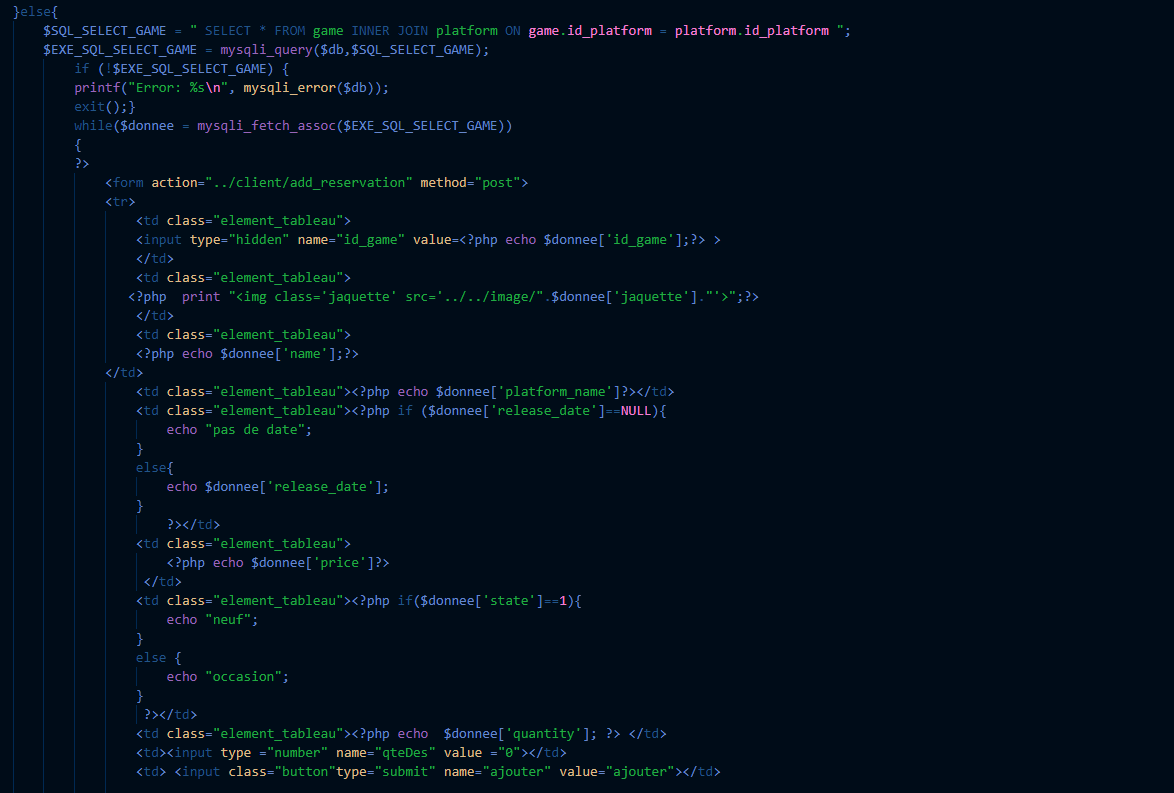 }else{
$SQL_SELECT_GAME = " SELECT * FROM game INNER JOIN platform ON game.id_platform = platform.id_platform ";
$EXE_SQL_SELECT_GAME = mysqli_query($db,$SQL_SELECT_GAME);
if (!$EXE_SQL_SELECT_GAME) {
printf("Error: %s\n", mysqli_error($db));
exit();}
while($donnee = mysqli_fetch_assoc($EXE_SQL_SELECT_GAME))
{
?>
<form action="../client/add_reservation" method="post">
<tr>
<td class="element_tableau">
<input type="hidden" name="id_game" value=<?php echo $donnee['id_game'];?> >
</td>
<td class="element_tableau">
<?php  print "<img class='jaquette' src='../../image/".$donnee['jaquette']."'>";?>
</td>
<td class="element_tableau">
<?php echo $donnee['name'];?>
</td>
<td class="element_tableau"><?php echo $donnee['platform_name']?></td>
<td class="element_tableau"><?php if ($donnee['release_date']==NULL){
echo "pas de date";
}
else{
echo $donnee['release_date'];
}
?></td>
<td class="element_tableau">
<?php echo $donnee['price']?>
</td>
<td class="element_tableau"><?php if($donnee['state']==1){
echo "neuf";
}
else {
echo "occasion";
}
?></td>
<td class="element_tableau"><?php echo  $donnee['quantity']; ?> </td>
<td><input type ="number" name="qteDes" value ="0"></td>
<td> <input class="button"type="submit" name="ajouter" value="ajouter"></td>